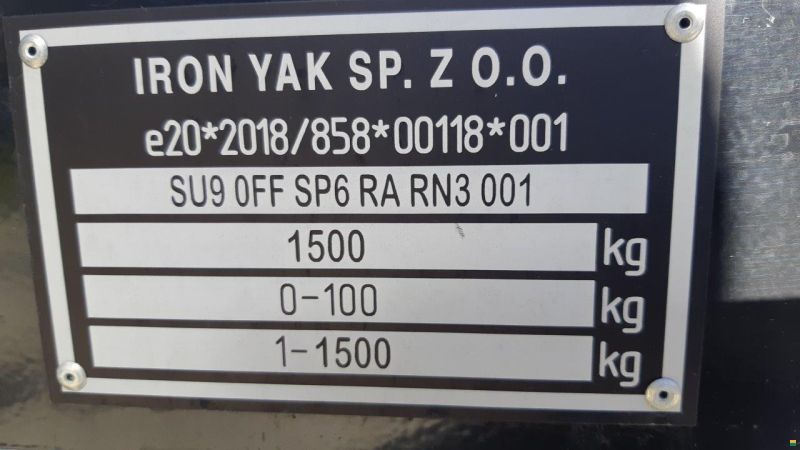 IRON YAK SP. Z O.O.
e20*2018/858*00118*001
SU9 0FF SP6 RA RN3 001
1500 kg
0-100 kg
1-1500 kg